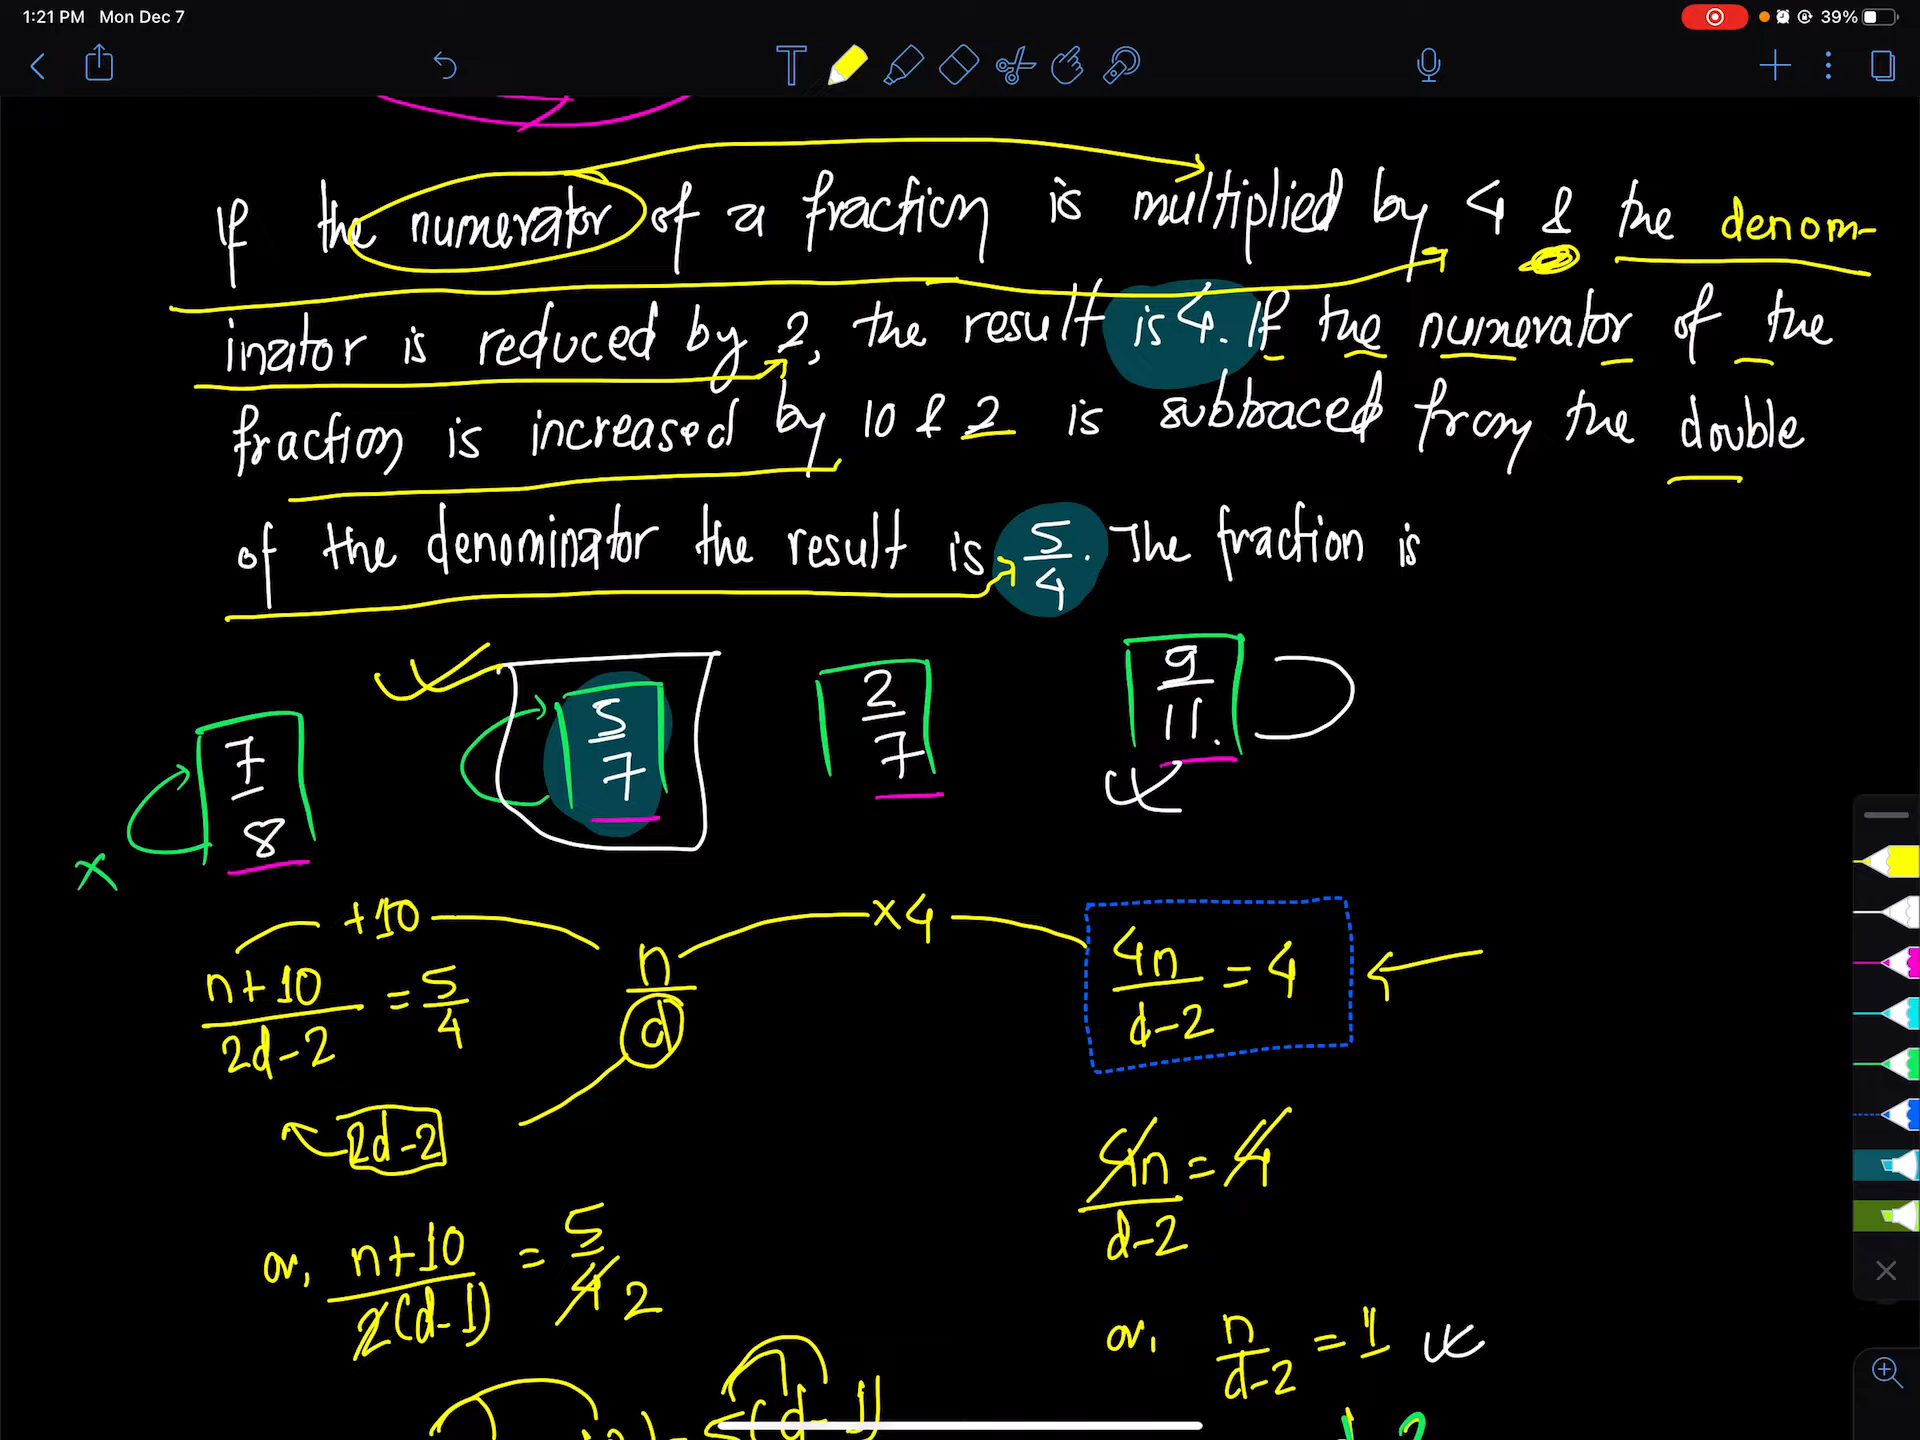 1:21 PM Mon Dec 7
39%
If the numerator of a fraction is multiplied by 4 & the denom-
inator is reduced by 2, the result is 4. If the numerator of the
fraction is increased by 10 & 2 is subtraced from the double
of the denominator the result is 5/4. The fraction is
7/8 5/7 2/7 9/11.
x
+10 ×4
(n+10)/(2d-2) = 5/4 n/d 4n/(d-2) = 4
2d-2 4n/(d-2) = 4
or, (n+10)/(2(d-1)) = 5/4 2
or, n/(d-2) = 1